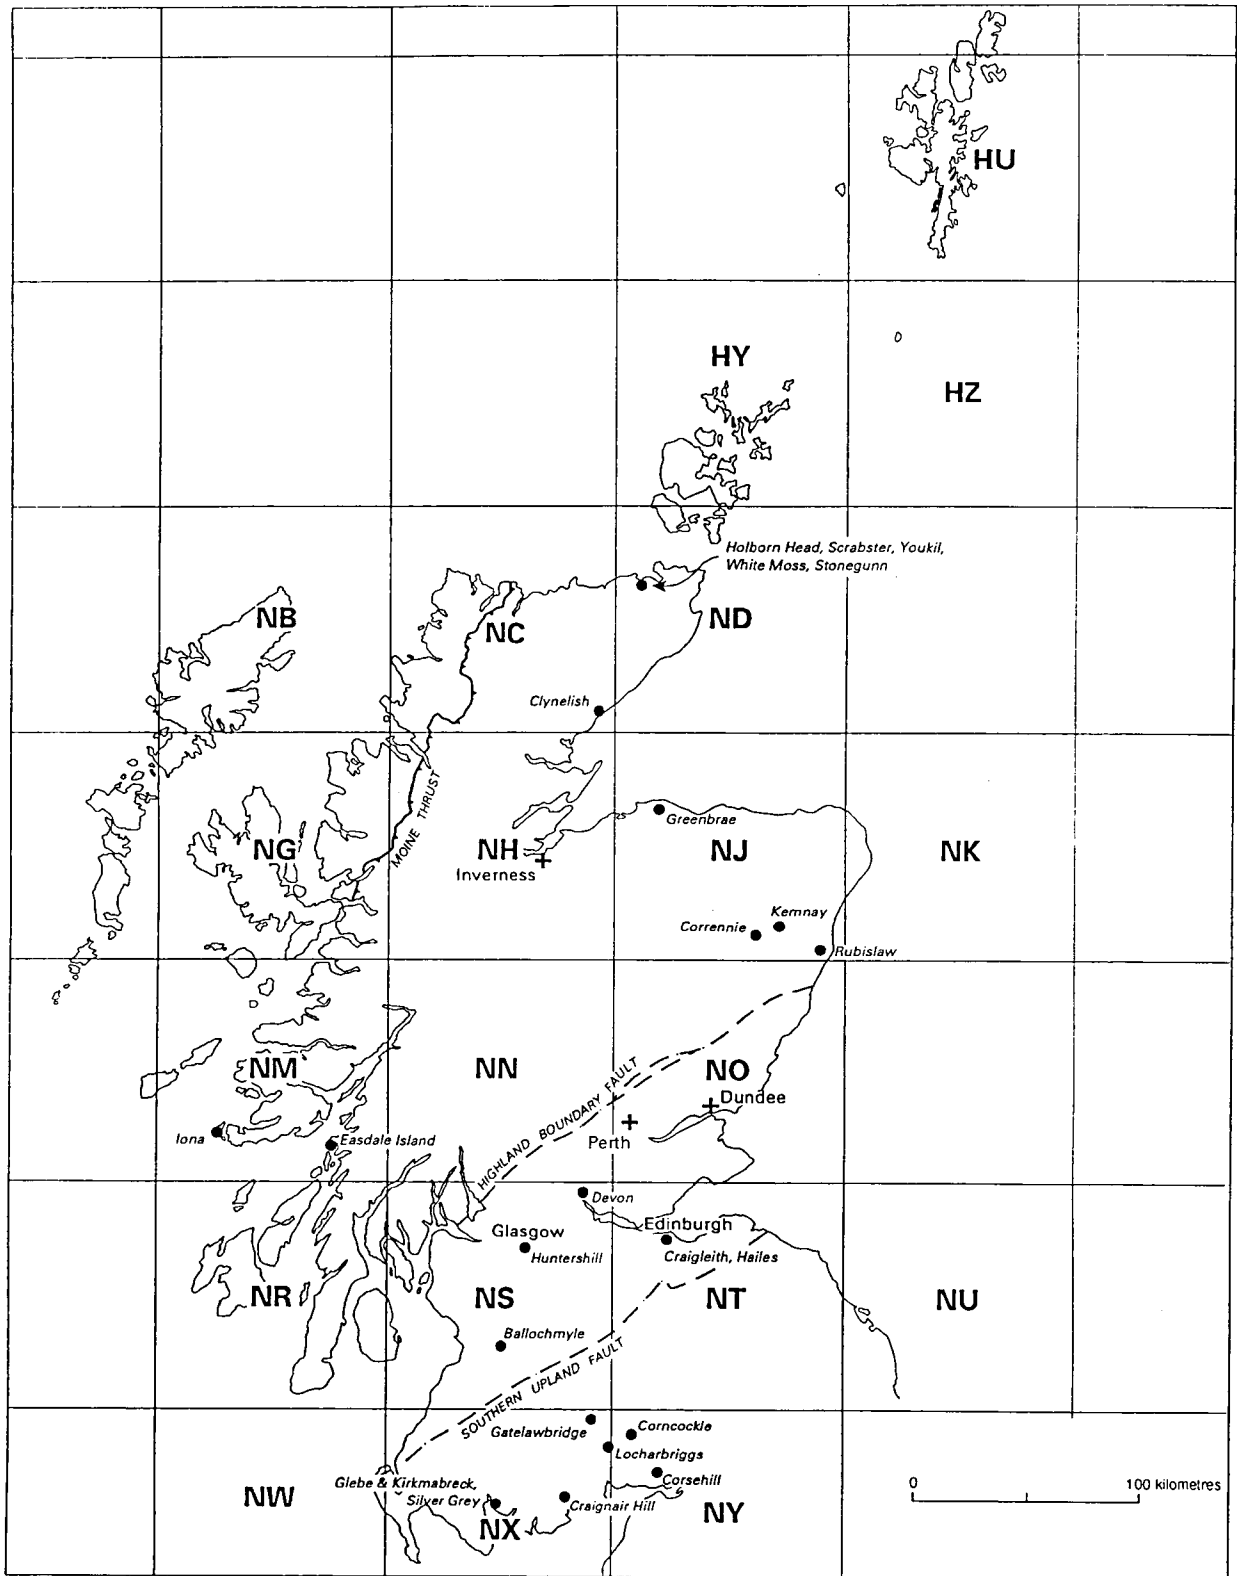 HU
HY
HZ
Holborn Head, Scrabster, Youkil,
White Moss, Stonegunn
NB
NC
ND
Clynelish
MOINE THRUST
Greenbrae
NG
NH
NJ
NK
Inverness
Kemnay
Corrennie
Rubislaw
NM
NN
NO
HIGHLAND BOUNDARY FAULT
Dundee
Perth
Iona
Easdale Island
Devon
Edinburgh
Glasgow
Huntershill
Craigleith, Hailes
NR
NS
NT
NU
Ballochmyle
SOUTHERN UPLAND FAULT
Gatelawbridge
Corncockle
Locharbriggs
Corsehill
Glebe & Kirkmabreck,
Silver Grey
Craignair Hill
NW
NX
NY
0 100 kilometres